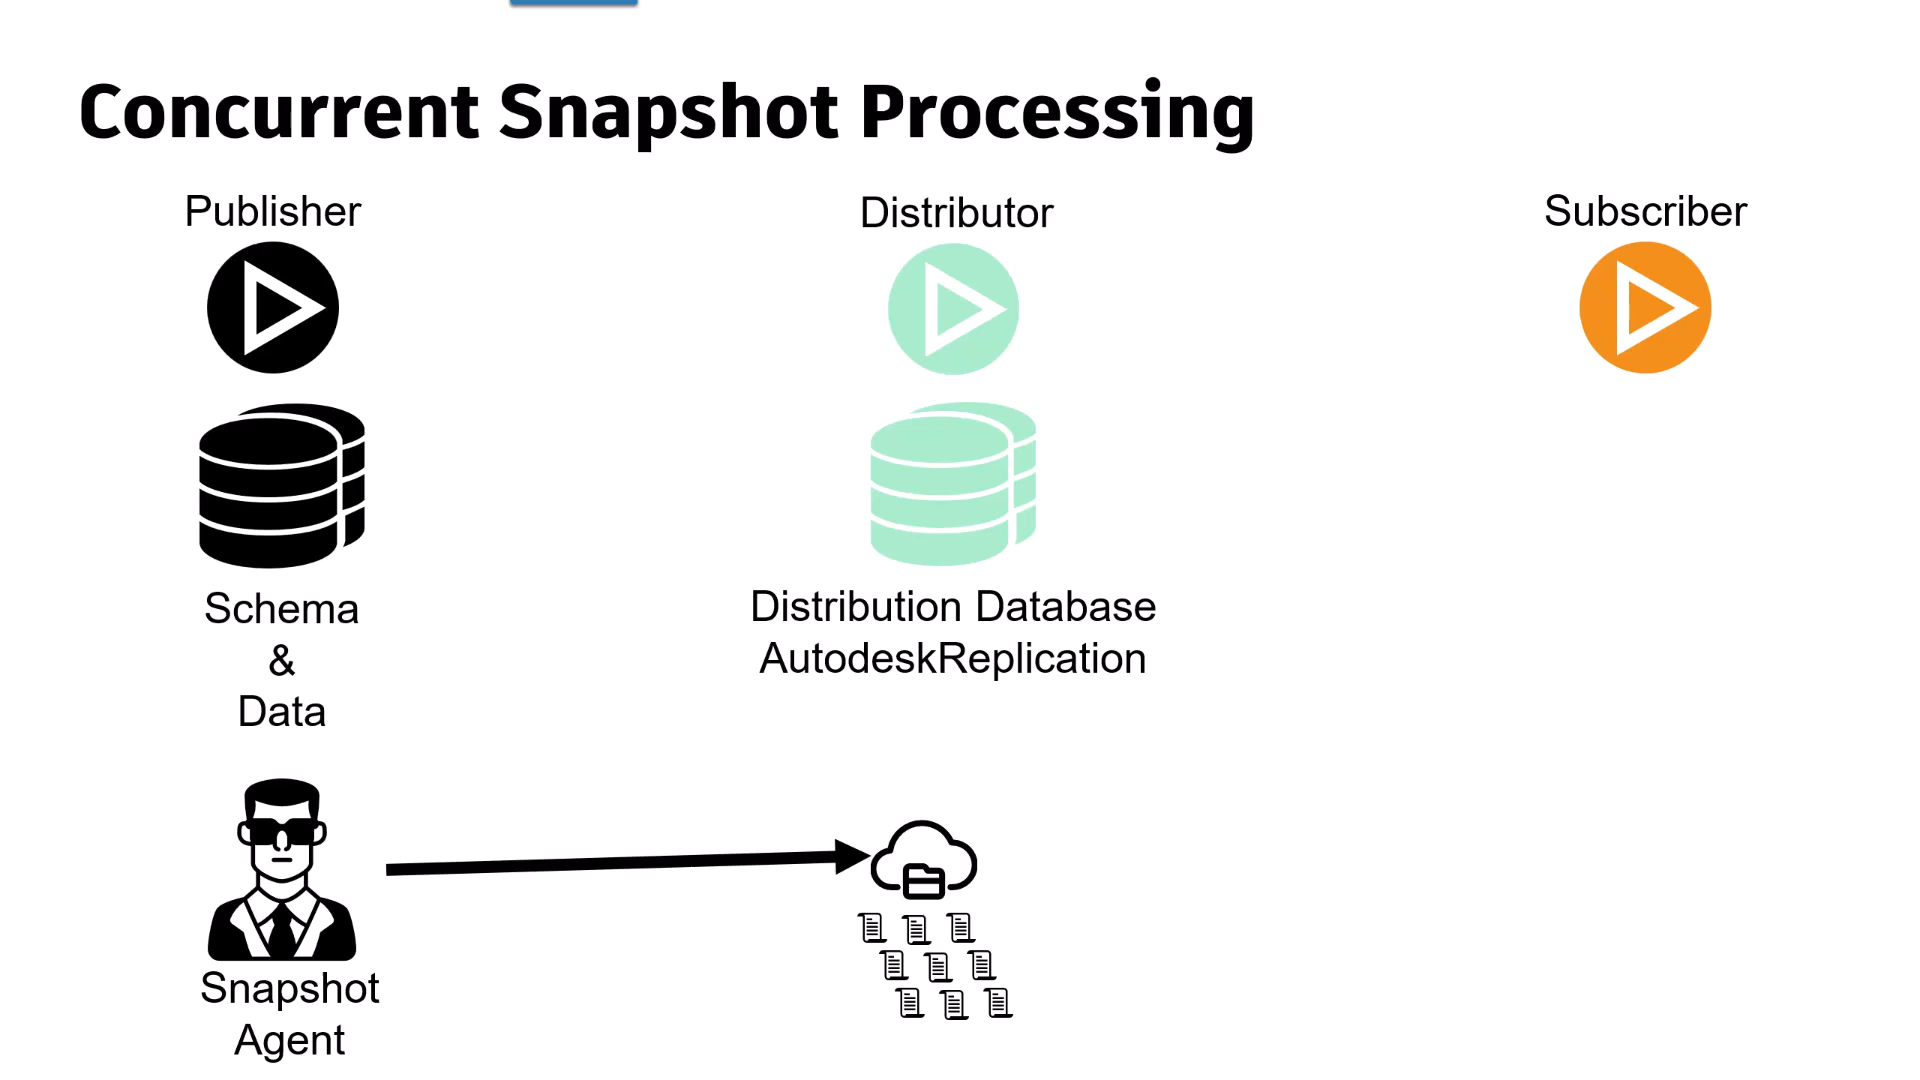 Concurrent Snapshot Processing
Publisher
Distributor
Subscriber
Schema
&
Data
Distribution Database
AutodeskReplication
Snapshot
Agent